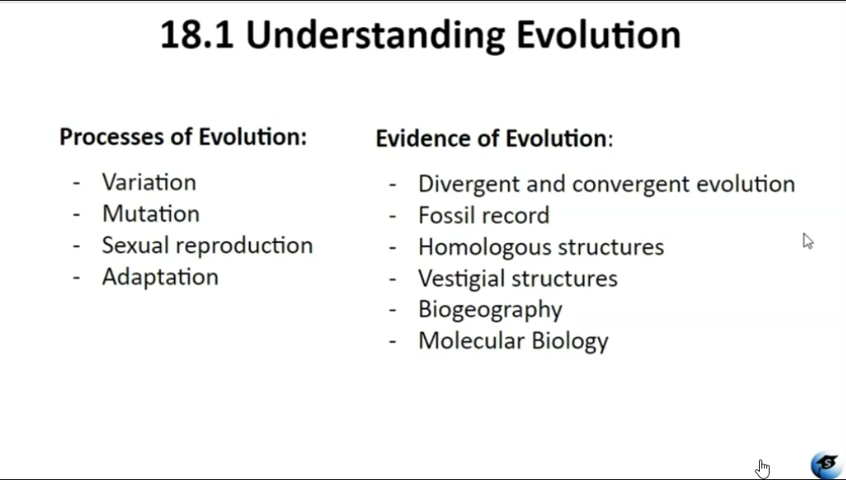 18.1 Understanding Evolution
Processes of Evolution:
- Variation
- Mutation
- Sexual reproduction
- Adaptation
Evidence of Evolution:
- Divergent and convergent evolution
- Fossil record
- Homologous structures
- Vestigial structures
- Biogeography
- Molecular Biology
S